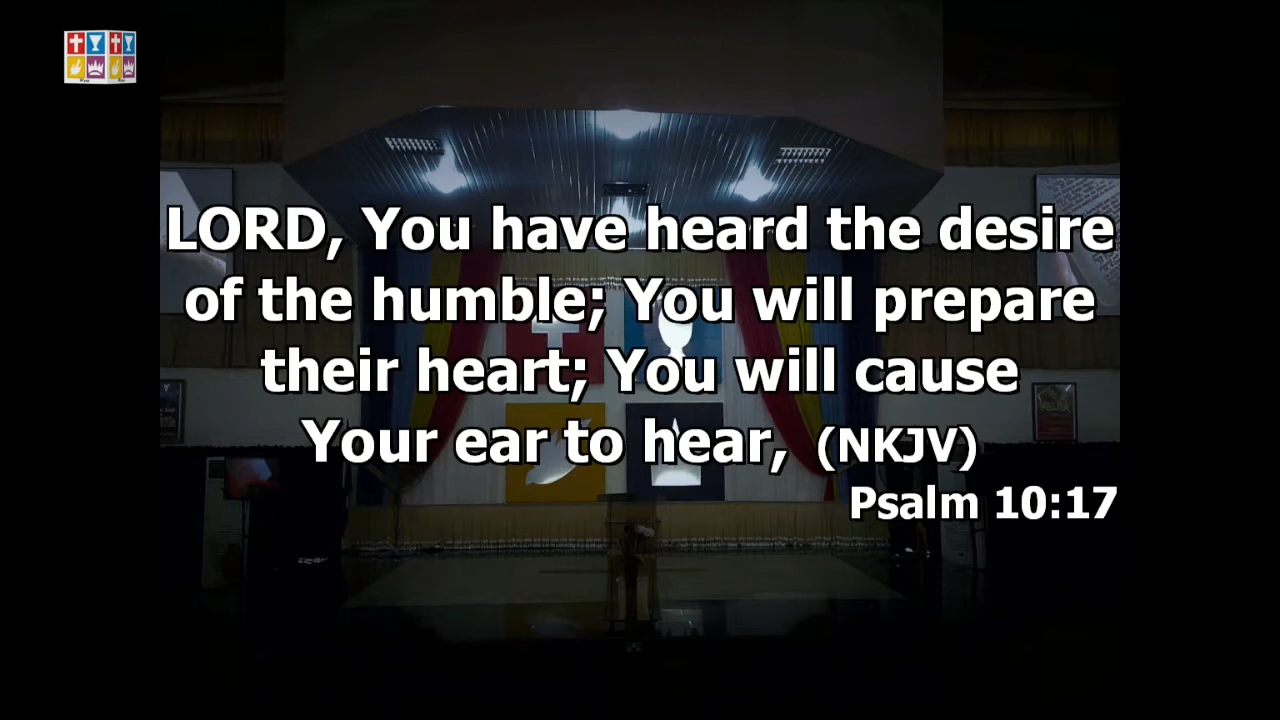 LORD, You have heard the desire
of the humble; You will prepare
their heart; You will cause
Your ear to hear, (NKJV)
Psalm 10:17